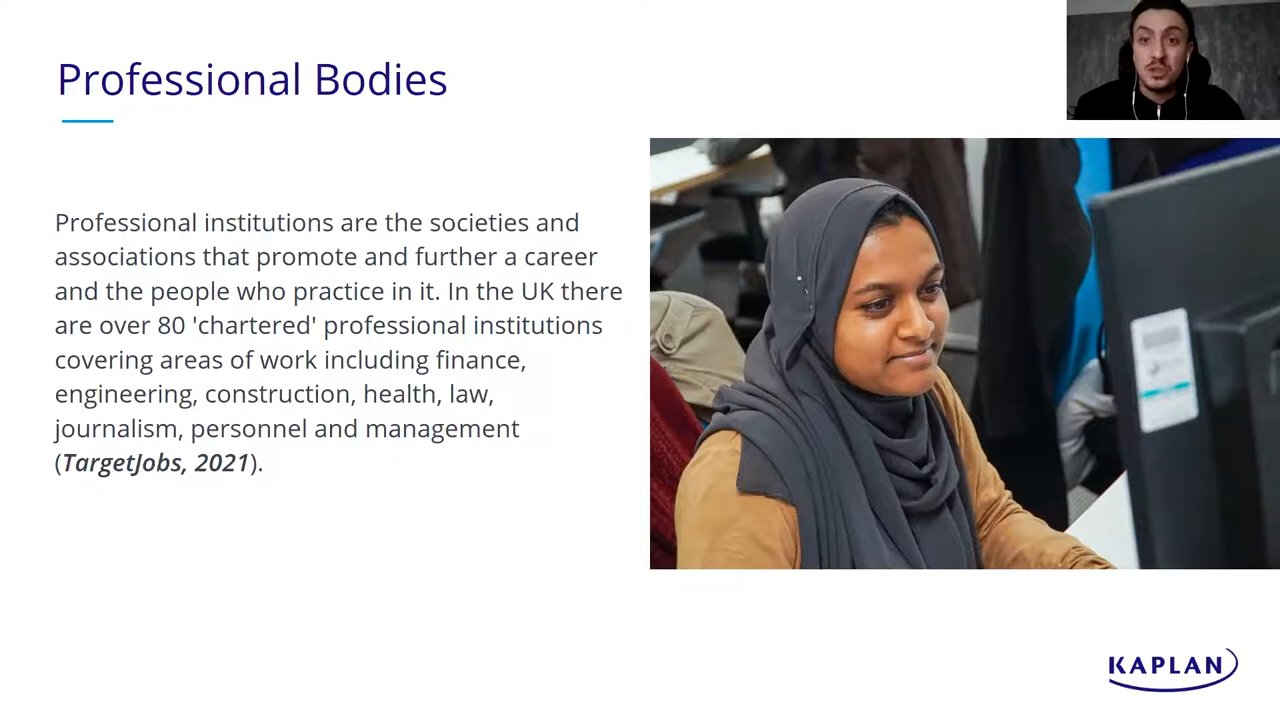 Professional Bodies
Professional institutions are the societies and
associations that promote and further a career
and the people who practice in it. In the UK there
are over 80 'chartered' professional institutions
covering areas of work including finance,
engineering, construction, health, law,
journalism, personnel and management
(TargetJobs, 2021).
KAPLAN